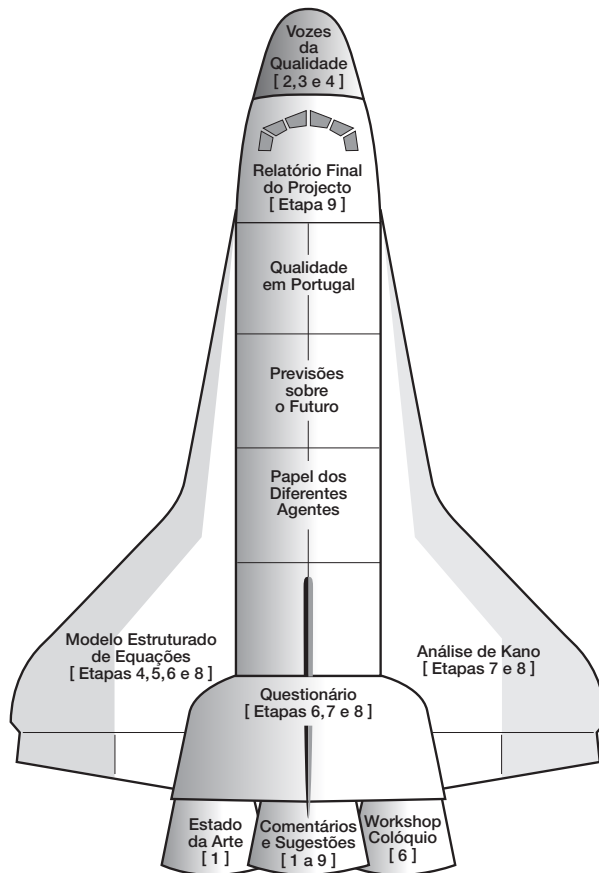 Vozes
da
Qualidade
[ 2,3 e 4 ]
Relatório Final
do Projecto
[ Etapa 9 ]
Qualidade
em Portugal
Previsões
sobre
o Futuro
Papel dos
Diferentes
Agentes
Modelo Estruturado
de Equações
[ Etapas 4,5,6 e 8 ]
Análise de Kano
[ Etapas 7 e 8 ]
Questionário
[ Etapas 6,7 e 8 ]
Estado
da Arte
[ 1 ]
Comentários
e Sugestões
[ 1 a 9 ]
Workshop
Colóquio
[ 6 ]